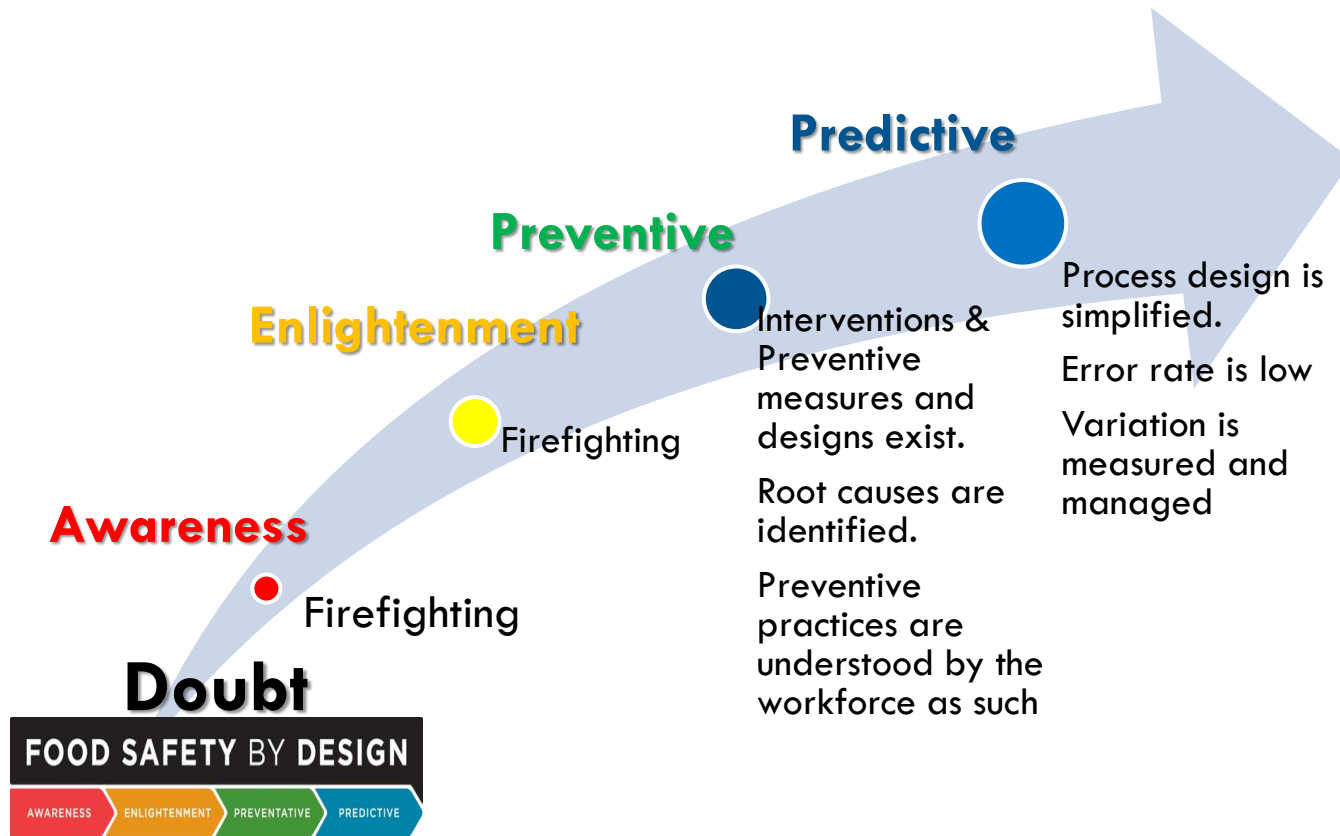 Predictive
Process design is
simplified.
Error rate is low
Variation is
measured and
managed
Preventive
Interventions &
Preventive
measures and
designs exist.
Root causes are
identified.
Preventive
practices are
understood by the
workforce as such
Enlightenment
Firefighting
Awareness
Firefighting
Doubt
FOOD SAFETY BY DESIGN
AWARENESS ENLIGHTENMENT PREVENTATIVE PREDICTIVE